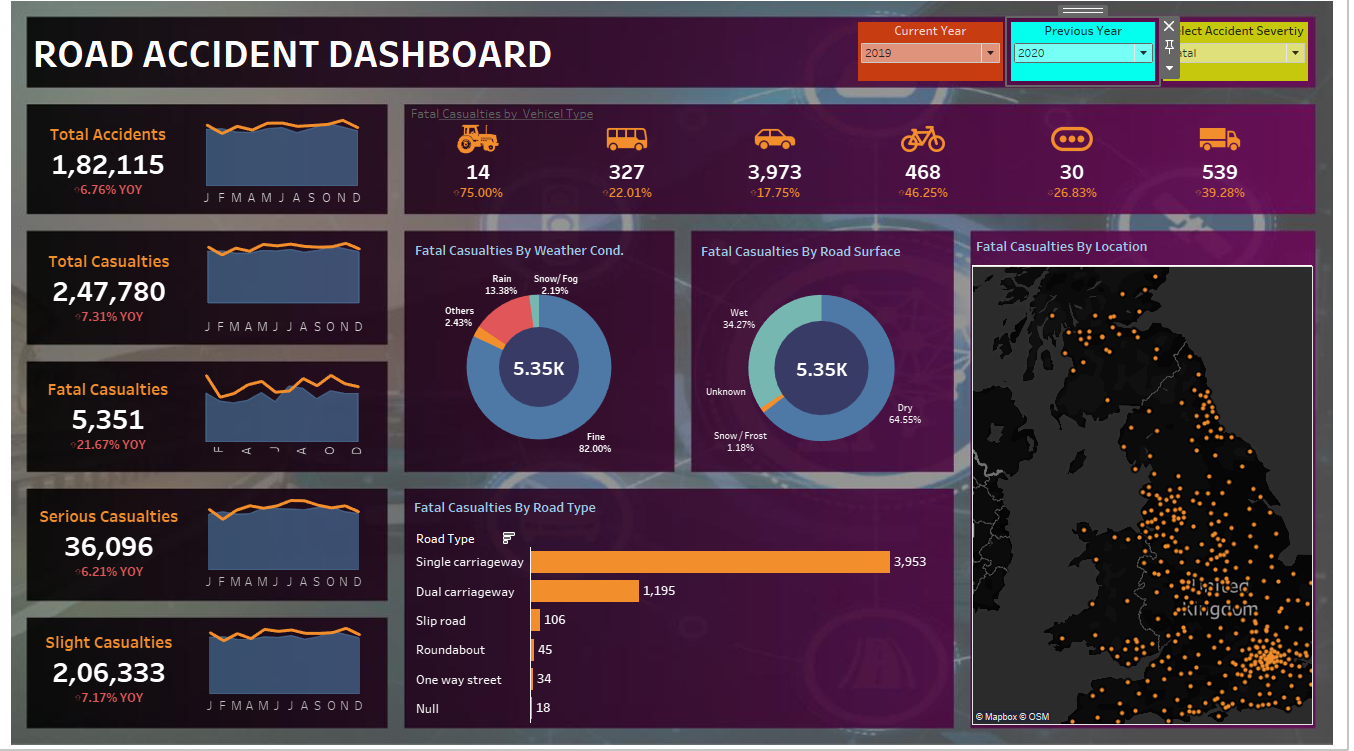 ROAD ACCIDENT DASHBOARD
Current Year
2019
Previous Year
2020
lect Accident Severtiy
atal
Total Accidents
1,82,115
6.76% YOY
J F M A M J J A S O N D
Fatal Casualties by Vehicel Type
14
75.00%
327
22.01%
3,973
17.75%
468
46.25%
30
26.83%
539
39.28%
Total Casualties
2,47,780
7.31% YOY
J F M A M J J A S O N D
Fatal Casualties
5,351
21.67% YOY
F A J A O D
Serious Casualties
36,096
6.21% YOY
J F M A M J J A S O N D
Slight Casualties
2,06,333
7.17% YOY
J F M A M J J A S O N D
Fatal Casualties By Weather Cond.
Rain
13.38%
Snow/ Fog
2.19%
Others
2.43%
5.35K
Fine
82.00%
Fatal Casualties By Road Surface
Wet
34.27%
5.35K
Unknown
Dry
64.55%
Snow / Frost
1.18%
Fatal Casualties By Road Type
Road Type
Single carriageway 3,953
Dual carriageway 1,195
Slip road 106
Roundabout 45
One way street 34
Null 18
Fatal Casualties By Location
United
Kingdom
© Mapbox © OSM